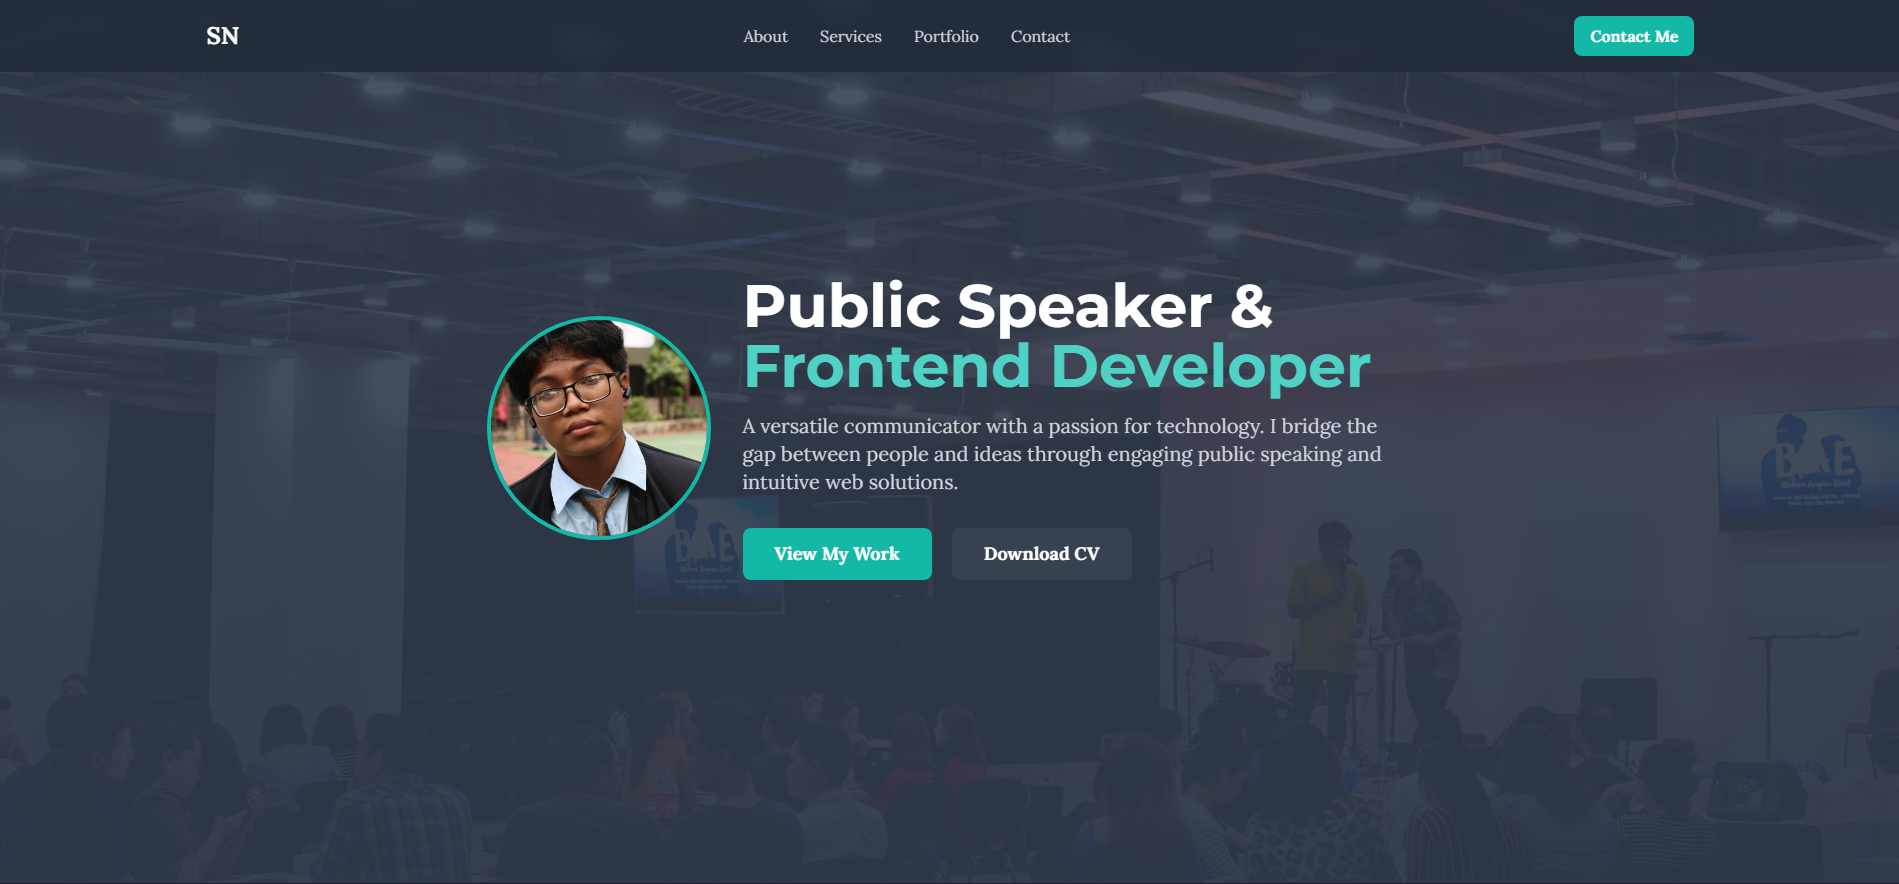 SN
About
Services
Portfolio
Contact
Contact Me
Public Speaker &
Frontend Developer
A versatile communicator with a passion for technology. I bridge the
gap between people and ideas through engaging public speaking and
intuitive web solutions.
View My Work
Download CV